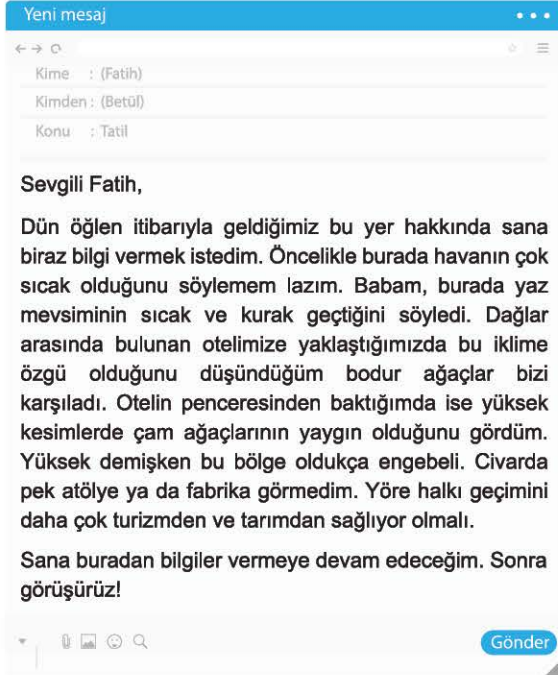 Yeni mesaj
Kime : (Fatih)
Kimden : (Betül)
Konu : Tatil
Sevgili Fatih,
Dün öğlen itibarıyla geldiğimiz bu yer hakkında sana
biraz bilgi vermek istedim. Öncelikle burada havanın çok
sıcak olduğunu söylemem lazım. Babam, burada yaz
mevsiminin sıcak ve kurak geçtiğini söyledi. Dağlar
arasında bulunan otelimize yaklaştığımızda bu iklime
özgü olduğunu düşündüğüm bodur ağaçlar bizi
karşıladı. Otelin penceresinden baktığımda ise yüksek
kesimlerde çam ağaçlarının yaygın olduğunu gördüm.
Yüksek demişken bu bölge oldukça engebeli. Civarda
pek atölye ya da fabrika görmedim. Yöre halkı geçimini
daha çok turizmden ve tarımdan sağlıyor olmalı.
Sana buradan bilgiler vermeye devam edeceğim. Sonra
görüşürüz!
Gönder